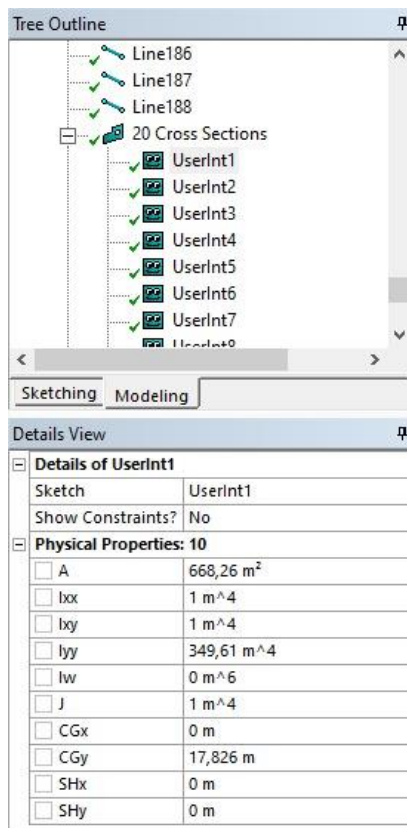 Tree Outline
Line186
Line187
Line188
20 Cross Sections
UserInt1
UserInt2
UserInt3
UserInt4
UserInt5
UserInt6
UserInt7
Sketching Modeling
Details View
Details of UserInt1
Sketch UserInt1
Show Constraints? No
Physical Properties: 10
A 668,26 m²
Ixx 1 m^4
Ixy 1 m^4
Iyy 349,61 m^4
Iw 0 m^6
J 1 m^4
CGx 0 m
CGy 17,826 m
SHx 0 m
SHy 0 m